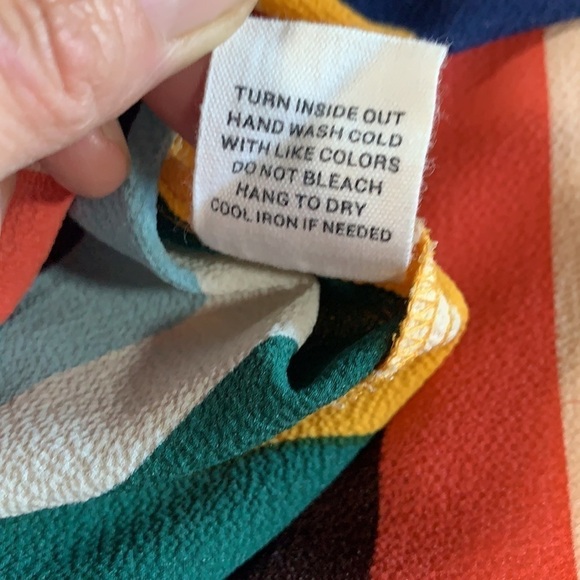 TURN INSIDE OUT
HAND WASH COLD
WITH LIKE COLORS
DO NOT BLEACH
HANG TO DRY
COOL IRON IF NEEDED